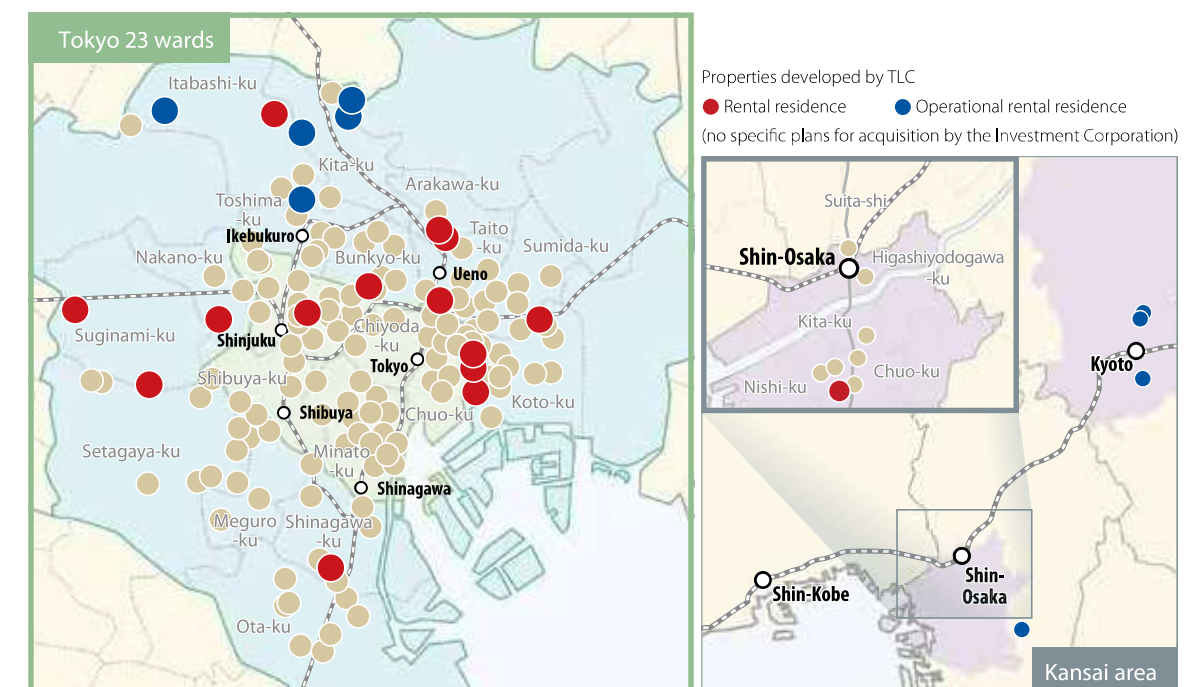 Tokyo 23 wards
Itabashi-ku
Kita-ku
Arakawa-ku
Toshima
-ku
Ikebukuro
Taito
-ku
Sumida-ku
Nakano-ku
Bunkyo-ku
Ueno
Suginami-ku
Shinjuku
Chiyoda
-ku
Tokyo
Shibuya-ku
Shibuya
Chuo-ku
Koto-ku
Setagaya-ku
Minato
-ku
Shinagawa
Meguro
-ku
Shinagawa
-ku
Ota-ku
Properties developed by TLC
Rental residence
Operational rental residence
(no specific plans for acquisition by the Investment Corporation)
Suita-shi
Shin-Osaka
Higashiyodogawa
-ku
Kita-ku
Nishi-ku
Chuo-ku
Kyoto
Shin-Kobe
Shin-
Osaka
Kansai area